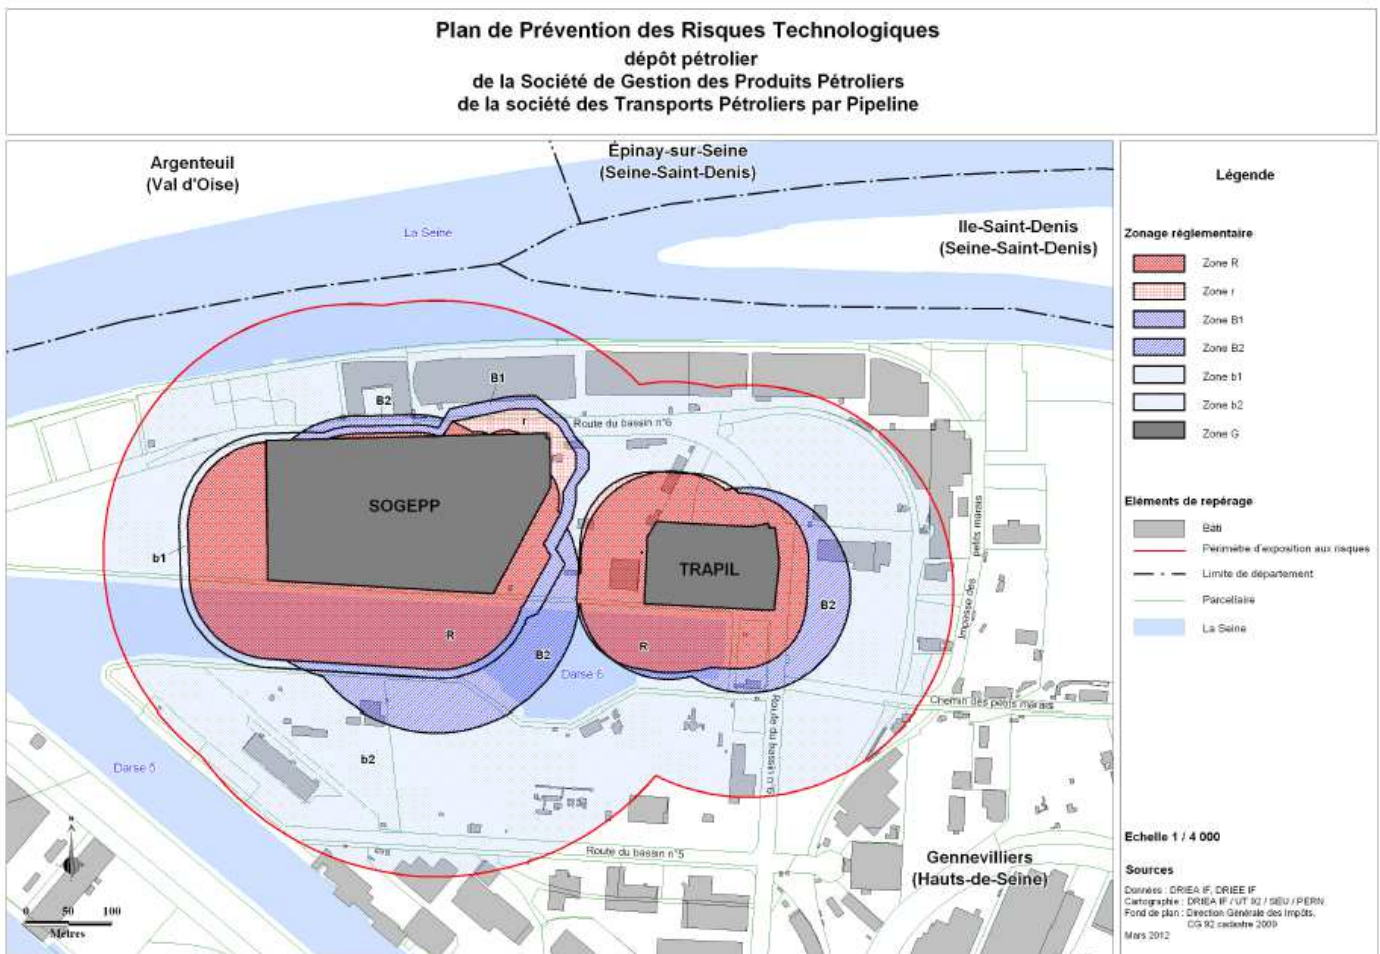 Plan de Prévention des Risques Technologiques
dépôt pétrolier
de la Société de Gestion des Produits Pétroliers
de la société des Transports Pétroliers par Pipeline
Argenteuil
(Val d'Oise)
Épinay-sur-Seine
(Seine-Saint-Denis)
La Seine
Ile-Saint-Denis
(Seine-Saint-Denis)
B1
B2
r
Route du bassin n°6
SOGEPP
b1
TRAPIL
petits marais
Impasse des
B2
R
R
B2
Darse 6
Chemin des petits marais
Route du bassin n°6
b2
Darse 5
Route du bassin n°5
Gennevilliers
(Hauts-de-Seine)
N
0 50 100
Mètres
Légende
Zonage réglementaire
Zone R
Zone r
Zone B1
Zone B2
Zone b1
Zone b2
Zone G
Eléments de repérage
Bâti
Périmètre d'exposition aux risques
Limite de département
Parcellaire
La Seine
Echelle 1 / 4 000
Sources
Données : DRIEA IF, DRIEE IF
Cartographie : DRIEA IF / UT 92 / SIEU / PERN
Fond de plan : Direction Générale des Impôts,
CG 92 cadastre 2009
Mars 2012